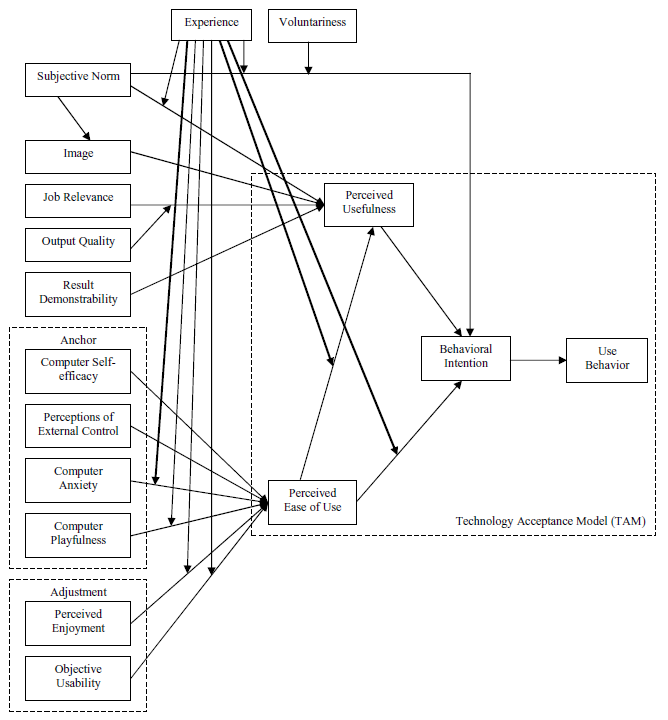 Experience
Voluntariness
Subjective Norm
Image
Job Relevance
Output Quality
Result
Demonstrability
Perceived
Usefulness
Anchor
Computer Self-
efficacy
Perceptions of
External Control
Computer
Anxiety
Computer
Playfulness
Behavioral
Intention
Use
Behavior
Perceived
Ease of Use
Technology Acceptance Model (TAM)
Adjustment
Perceived
Enjoyment
Objective
Usability